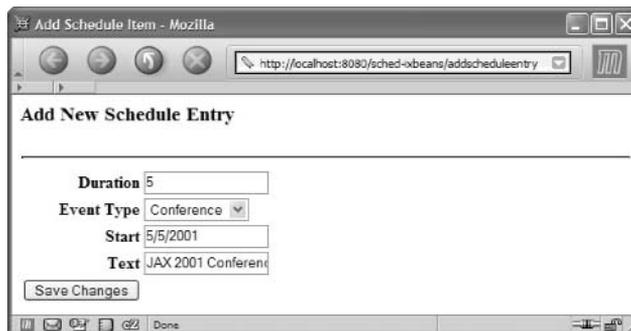 Add Schedule Item - Mozilla
http://localhost:8080/sched-ixbeans/addscheduleentry
Add New Schedule Entry
Duration 5
Event Type Conference
Start 5/5/2001
Text JAX 2001 Conferenc
Save Changes
Done